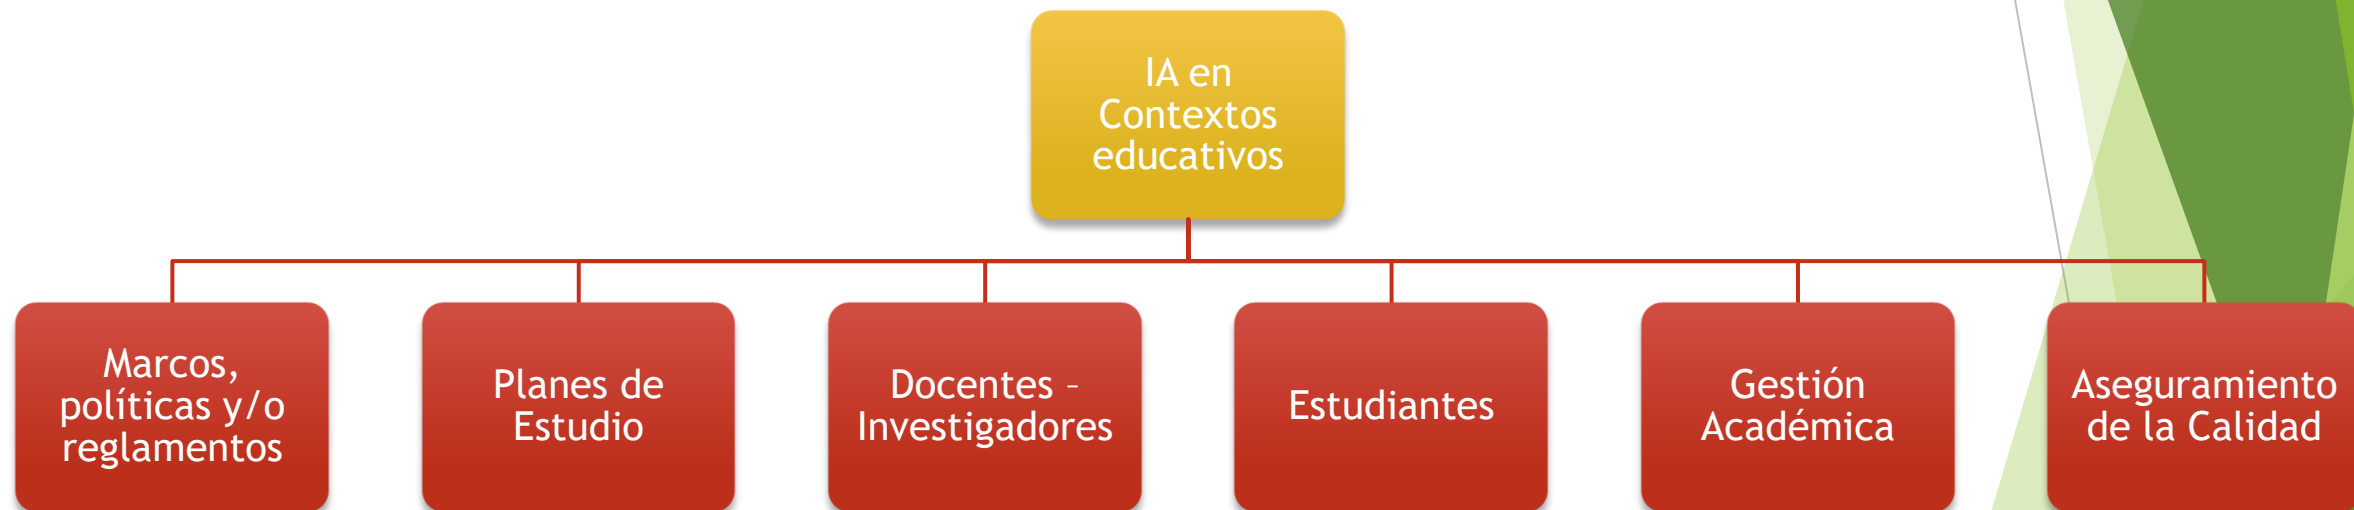 IA en
Contextos
educativos
Marcos,
políticas y/o
reglamentos
Planes de
Estudio
Docentes –
Investigadores
Estudiantes
Gestión
Académica
Aseguramiento
de la Calidad